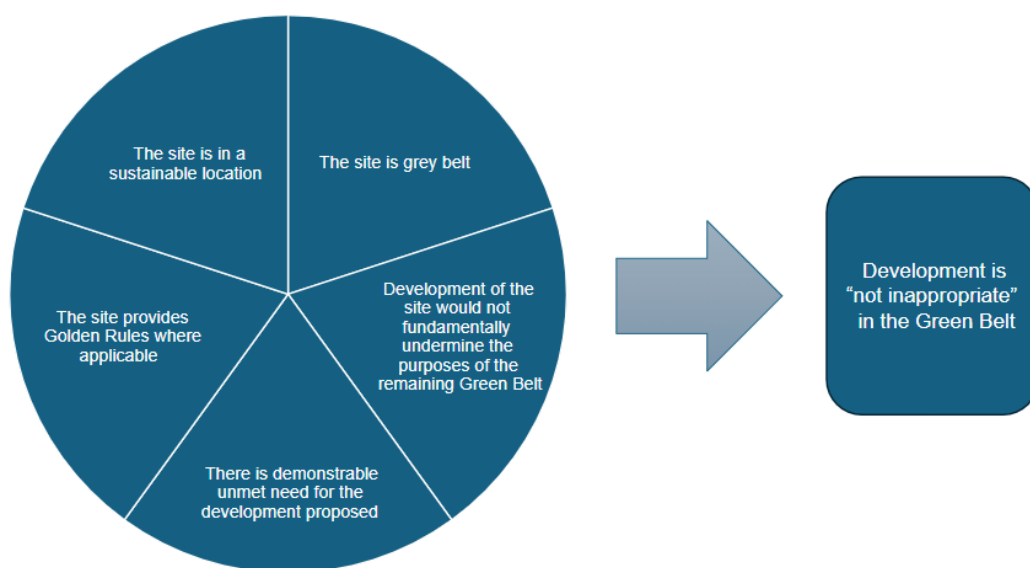 The site is in a
sustainable location
The site is grey belt
Development of the
site would not
fundamentally
undermine the
purposes of the
remaining Green Belt
There is demonstrable
unmet need for the
development proposed
The site provides
Golden Rules where
applicable
Development is
“not inappropriate”
in the Green Belt